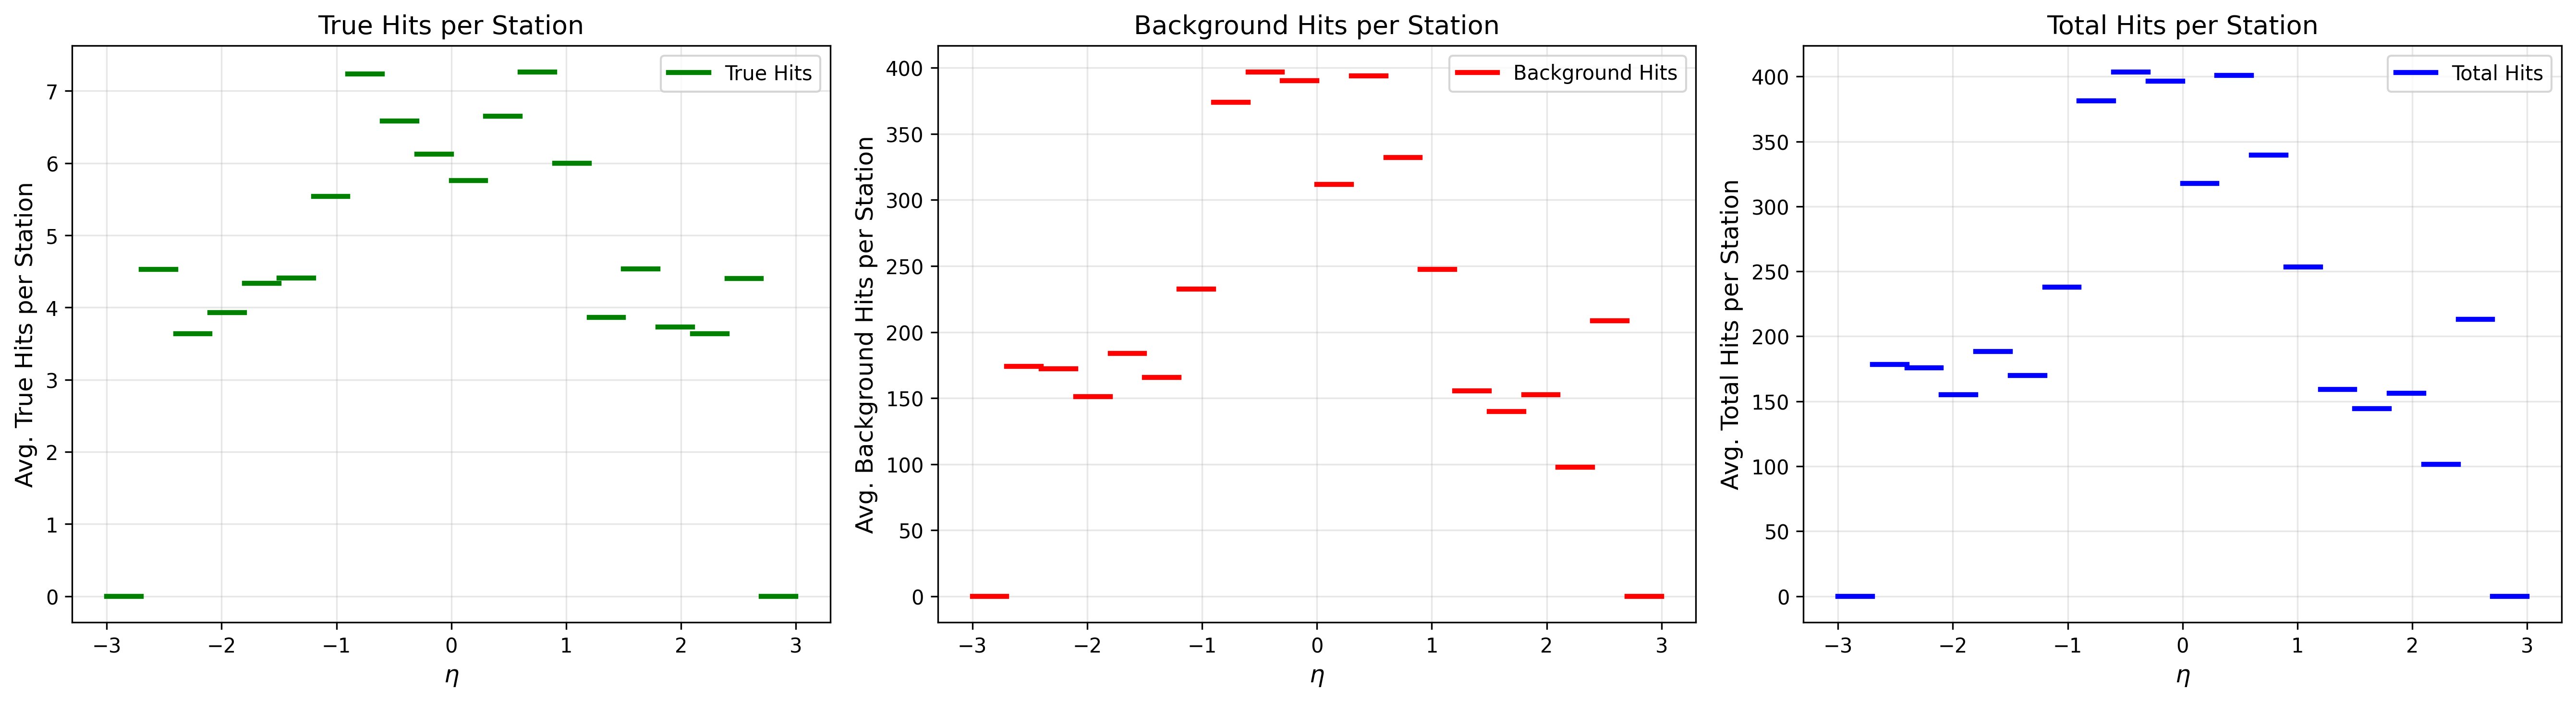 True Hits per Station
Avg. True Hits per Station
7
6
5
4
3
2
1
0
−3 −2 −1 0 1 2 3
η
True Hits
Background Hits per Station
Avg. Background Hits per Station
400
350
300
250
200
150
100
50
0
−3 −2 −1 0 1 2 3
η
Background Hits
Total Hits per Station
Avg. Total Hits per Station
400
350
300
250
200
150
100
50
0
−3 −2 −1 0 1 2 3
η
Total Hits